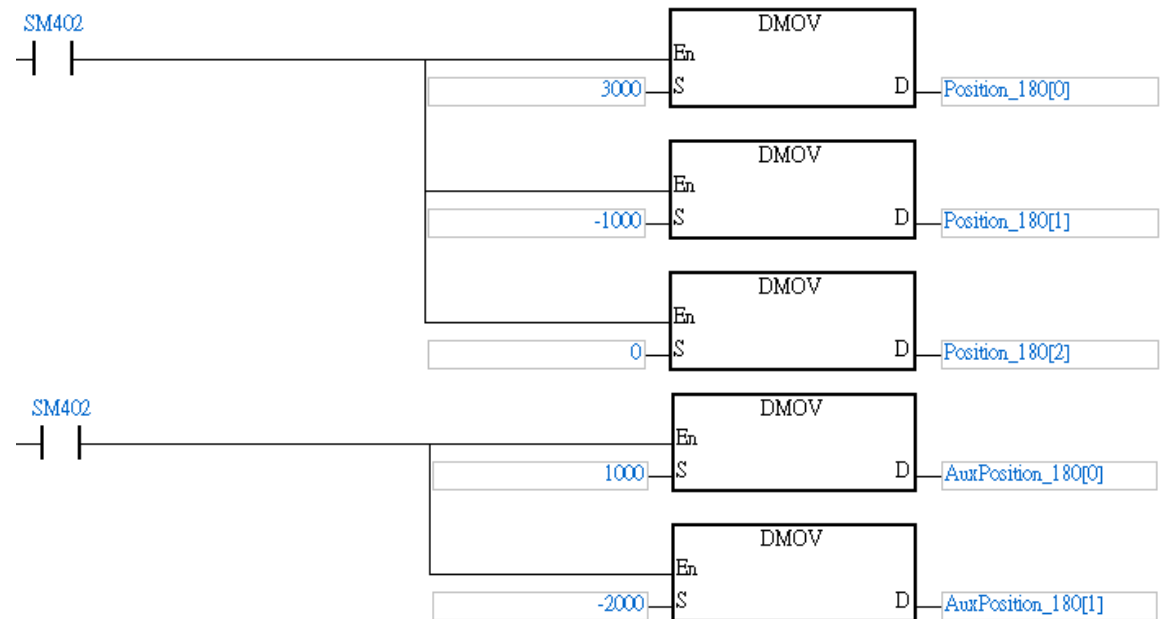 SM402
DMOV
En
3000 S D Position_180[0]
DMOV
En
-1000 S D Position_180[1]
DMOV
En
0 S D Position_180[2]
SM402
DMOV
En
1000 S D AuxPosition_180[0]
DMOV
En
-2000 S D AuxPosition_180[1]